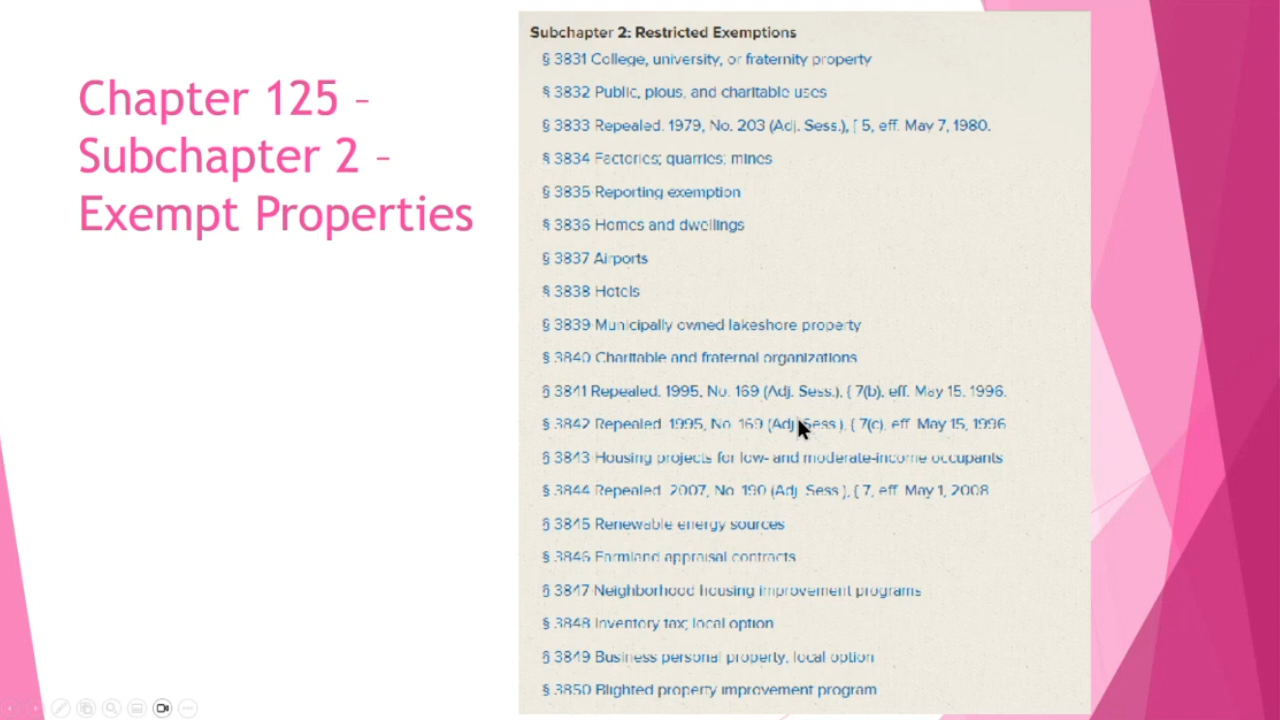 Chapter 125 –
Subchapter 2 –
Exempt Properties
Subchapter 2: Restricted Exemptions
§ 3831 College, university, or fraternity property
§ 3832 Public, pious, and charitable uses
§ 3833 Repealed. 1979, No. 203 (Adj. Sess.), [ 5, eff. May 7, 1980.
§ 3834 Factories; quarries; mines
§ 3835 Reporting exemption
§ 3836 Homes and dwellings
§ 3837 Airports
§ 3838 Hotels
§ 3839 Municipally owned lakeshore property
§ 3840 Charitable and fraternal organizations
§ 3841 Repealed. 1995, No. 169 (Adj. Sess.), { 7(b), eff. May 15, 1996.
§ 3842 Repealed. 1995, No. 169 (Adj. Sess.), { 7(c), eff. May 15, 1996
§ 3843 Housing projects for low- and moderate-income occupants
§ 3844 Repealed. 2007, No. 190 (Adj. Sess.), { 7, eff. May 1, 2008
§ 3845 Renewable energy sources
§ 3846 Farmland appraisal contracts
§ 3847 Neighborhood housing improvement programs
§ 3848 Inventory tax; local option
§ 3849 Business personal property, local option
§ 3850 Blighted property improvement program